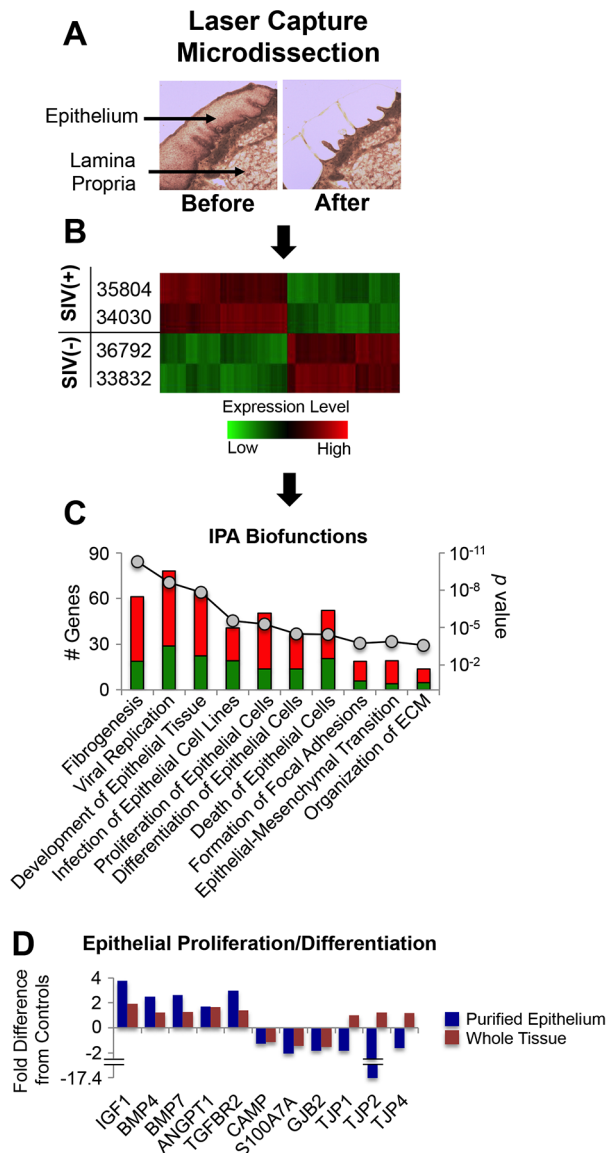 A
Laser Capture
Microdissection
Epithelium
Lamina
Propria
Before
After
B
SIV(+)
35804
34030
SIV(-)
36792
33832
Expression Level
Low
High
C
IPA Biofunctions
# Genes
90
60
30
0
10-11
10-8
10-5
10-2
p value
Fibrogenesis
Viral Replication
Development of Epithelial Tissue
Infection of Epithelial Cell Lines
Proliferation of Epithelial Cells
Differentiation of Epithelial Cells
Death of Epithelial Cells
Formation of Focal Adhesions
Epithelial-Mesenchymal Transition
Organization of ECM
D
Epithelial Proliferation/Differentiation
Fold Difference
from Controls
4
2
0
-2
-17.4
Purified Epithelium
Whole Tissue
IGF1
BMP4
BMP7
ANGPT1
TGFBR2
CAMP
S100A7A
GJB2
TJP1
TJP2
TJP4